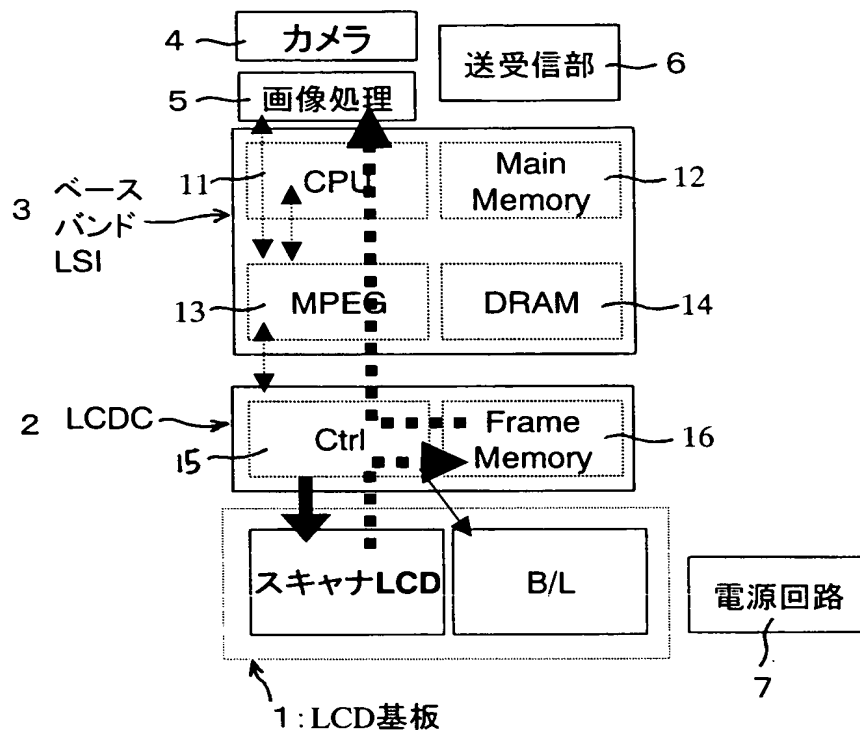 4 カメラ
送受信部 6
5 画像処理
11 CPU
Main
Memory 12
3 ベース
バンド
LSI
13 MPEG
DRAM 14
2 LCDC
15 Ctrl
Frame
Memory 16
スキャナLCD
B/L
電源回路
7
1:LCD基板